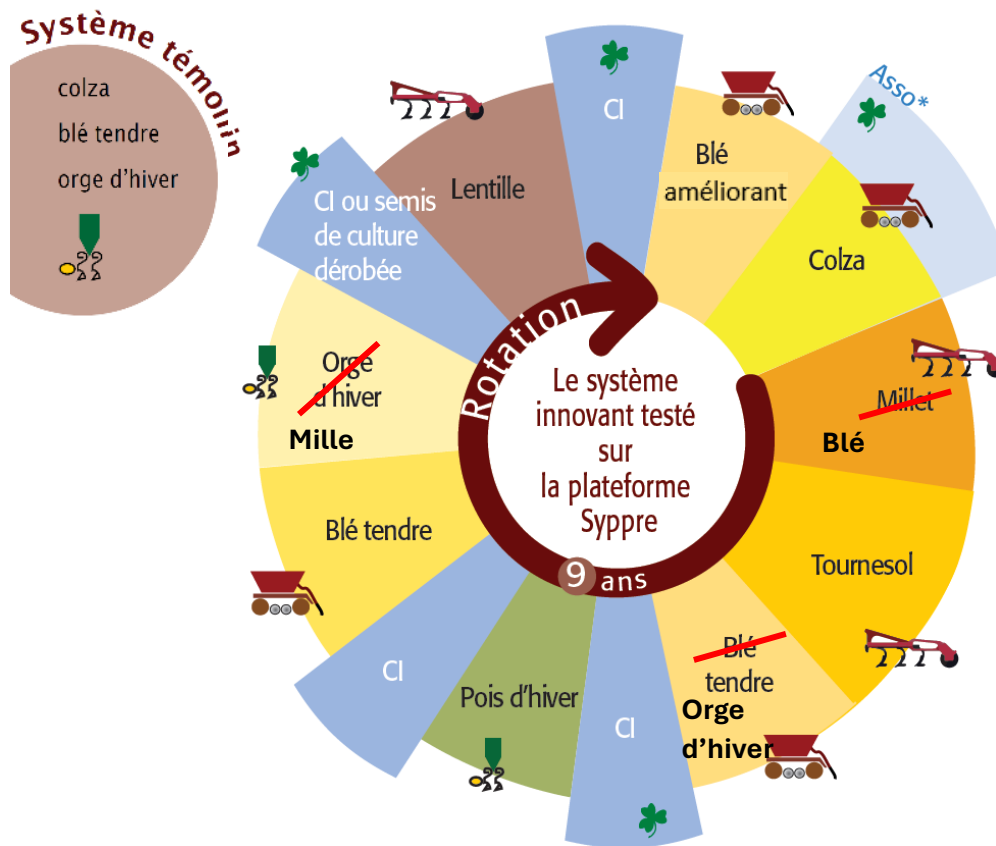 Système témoin
colza
blé tendre
orge d'hiver
CI
Blé
améliorant
Asso*
Colza
Millet
Blé
Tournesol
Blé
tendre
Orge
d'hiver
CI
Pois d'hiver
CI
Blé tendre
Orge
d'hiver
Mille
CI ou semis
de culture
dérobée
Lentille
Rotation
9 ans
Le système
innovant testé
sur
la plateforme
Syppre